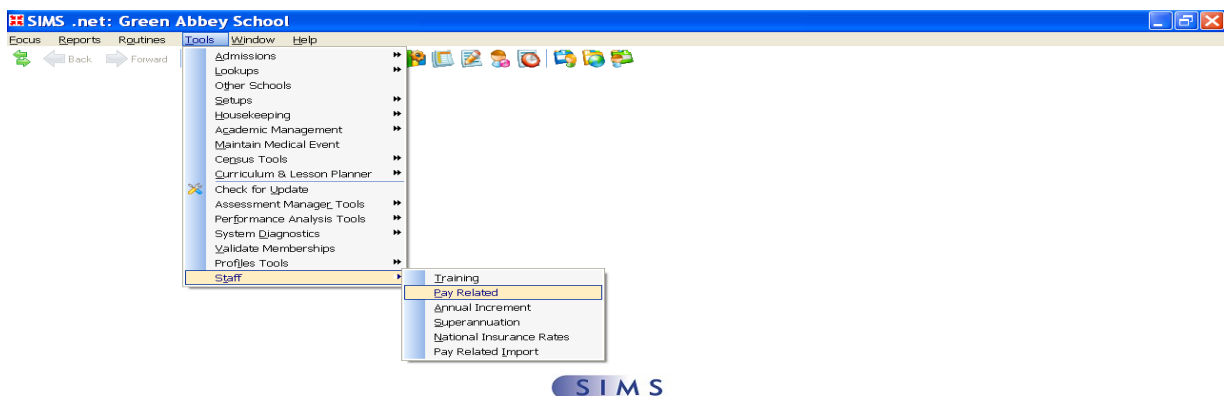 SIMS .net: Green Abbey School
Focus Reports Routines Tools Window Help
Back Forward
Admissions
Lookups
Other Schools
Setups
Housekeeping
Academic Management
Maintain Medical Event
Census Tools
Curriculum & Lesson Planner
Check for Update
Assessment Manager Tools
Performance Analysis Tools
System Diagnostics
Validate Memberships
Profiles Tools
Staff
Training
Pay Related
Annual Increment
Superannuation
National Insurance Rates
Pay Related Import
SIMS